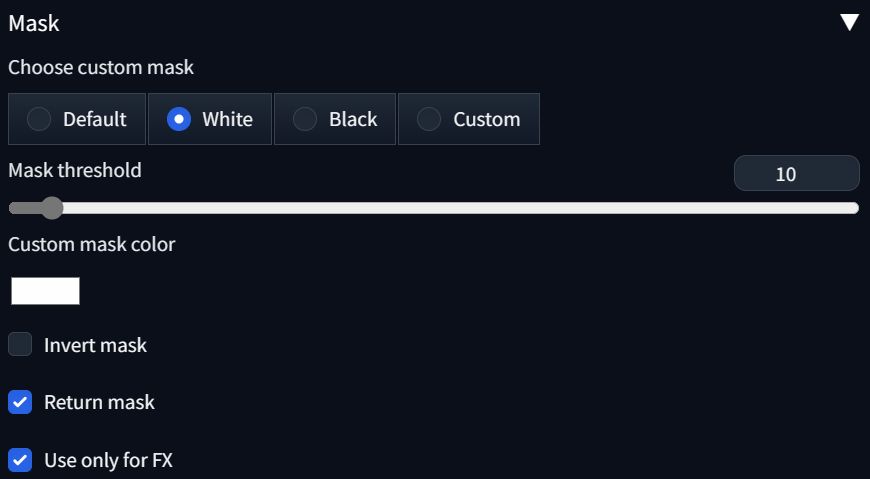 Mask
Choose custom mask
Default White Black Custom
Mask threshold 10
Custom mask color
Invert mask
Return mask
Use only for FX